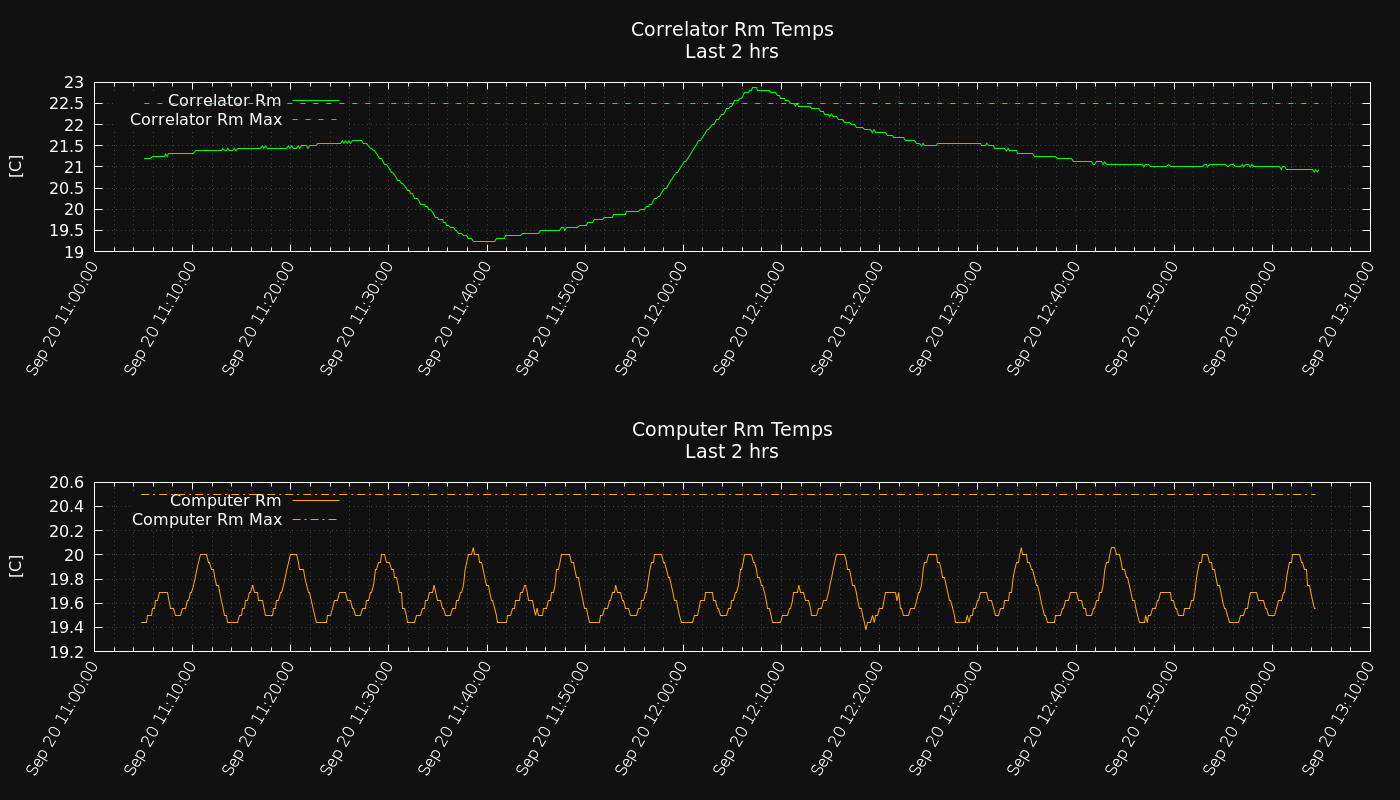 Correlator Rm Temps
Last 2 hrs
23
22.5
22
21.5
21
20.5
20
19.5
19
[C]
Correlator Rm
Correlator Rm Max
Sep 20 11:00:00
Sep 20 11:10:00
Sep 20 11:20:00
Sep 20 11:30:00
Sep 20 11:40:00
Sep 20 11:50:00
Sep 20 12:00:00
Sep 20 12:10:00
Sep 20 12:20:00
Sep 20 12:30:00
Sep 20 12:40:00
Sep 20 12:50:00
Sep 20 13:00:00
Sep 20 13:10:00
Computer Rm Temps
Last 2 hrs
20.6
20.4
20.2
20
19.8
19.6
19.4
19.2
[C]
Computer Rm
Computer Rm Max
Sep 20 11:00:00
Sep 20 11:10:00
Sep 20 11:20:00
Sep 20 11:30:00
Sep 20 11:40:00
Sep 20 11:50:00
Sep 20 12:00:00
Sep 20 12:10:00
Sep 20 12:20:00
Sep 20 12:30:00
Sep 20 12:40:00
Sep 20 12:50:00
Sep 20 13:00:00
Sep 20 13:10:00